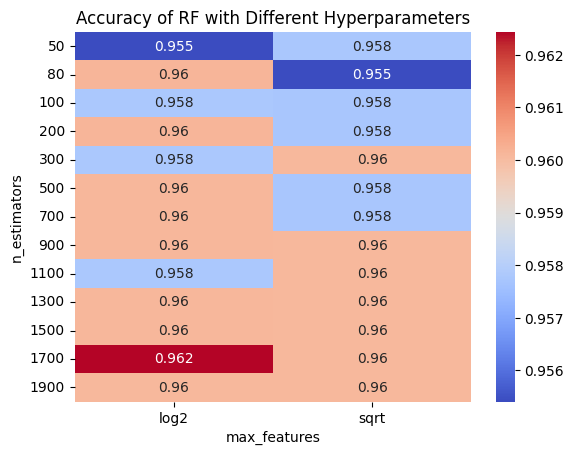 Accuracy of RF with Different Hyperparameters
n_estimators
50 0.955 0.958
80 0.96 0.955
100 0.958 0.958
200 0.96 0.958
300 0.958 0.96
500 0.96 0.958
700 0.96 0.958
900 0.96 0.96
1100 0.958 0.96
1300 0.96 0.96
1500 0.96 0.96
1700 0.962 0.96
1900 0.96 0.96
log2 sqrt
max_features
0.962
0.961
0.960
0.959
0.958
0.957
0.956